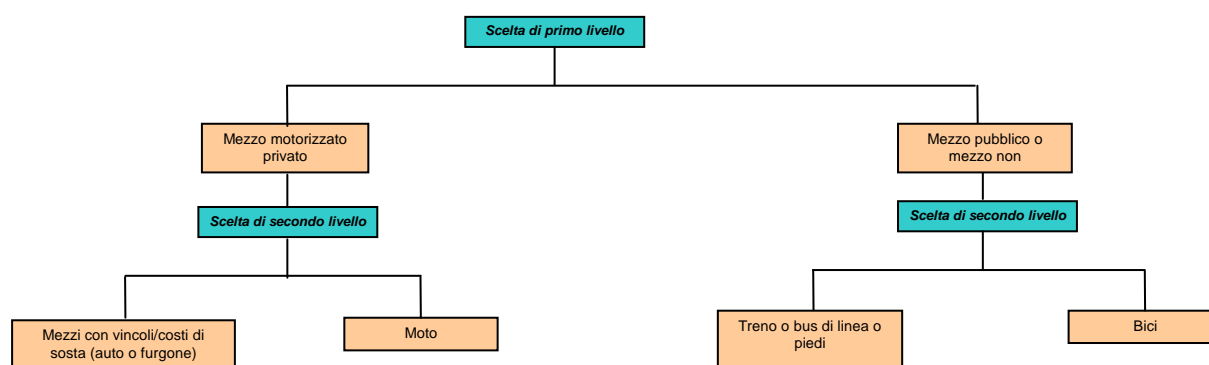 Scelta di primo livello
Mezzo motorizzato
privato
Mezzo pubblico o
mezzo non
Scelta di secondo livello
Scelta di secondo livello
Mezzi con vincoli/costi di
sosta (auto o furgone)
Moto
Treno o bus di linea o
piedi
Bici